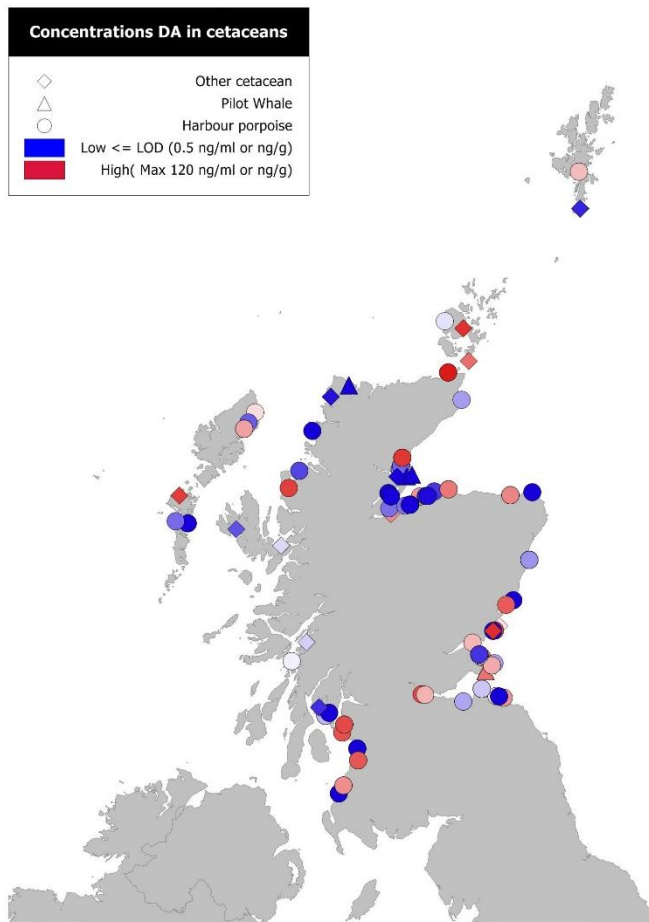 Concentrations DA in cetaceans
Other cetacean
Pilot Whale
Harbour porpoise
Low <= LOD (0.5 ng/ml or ng/g)
High( Max 120 ng/ml or ng/g)